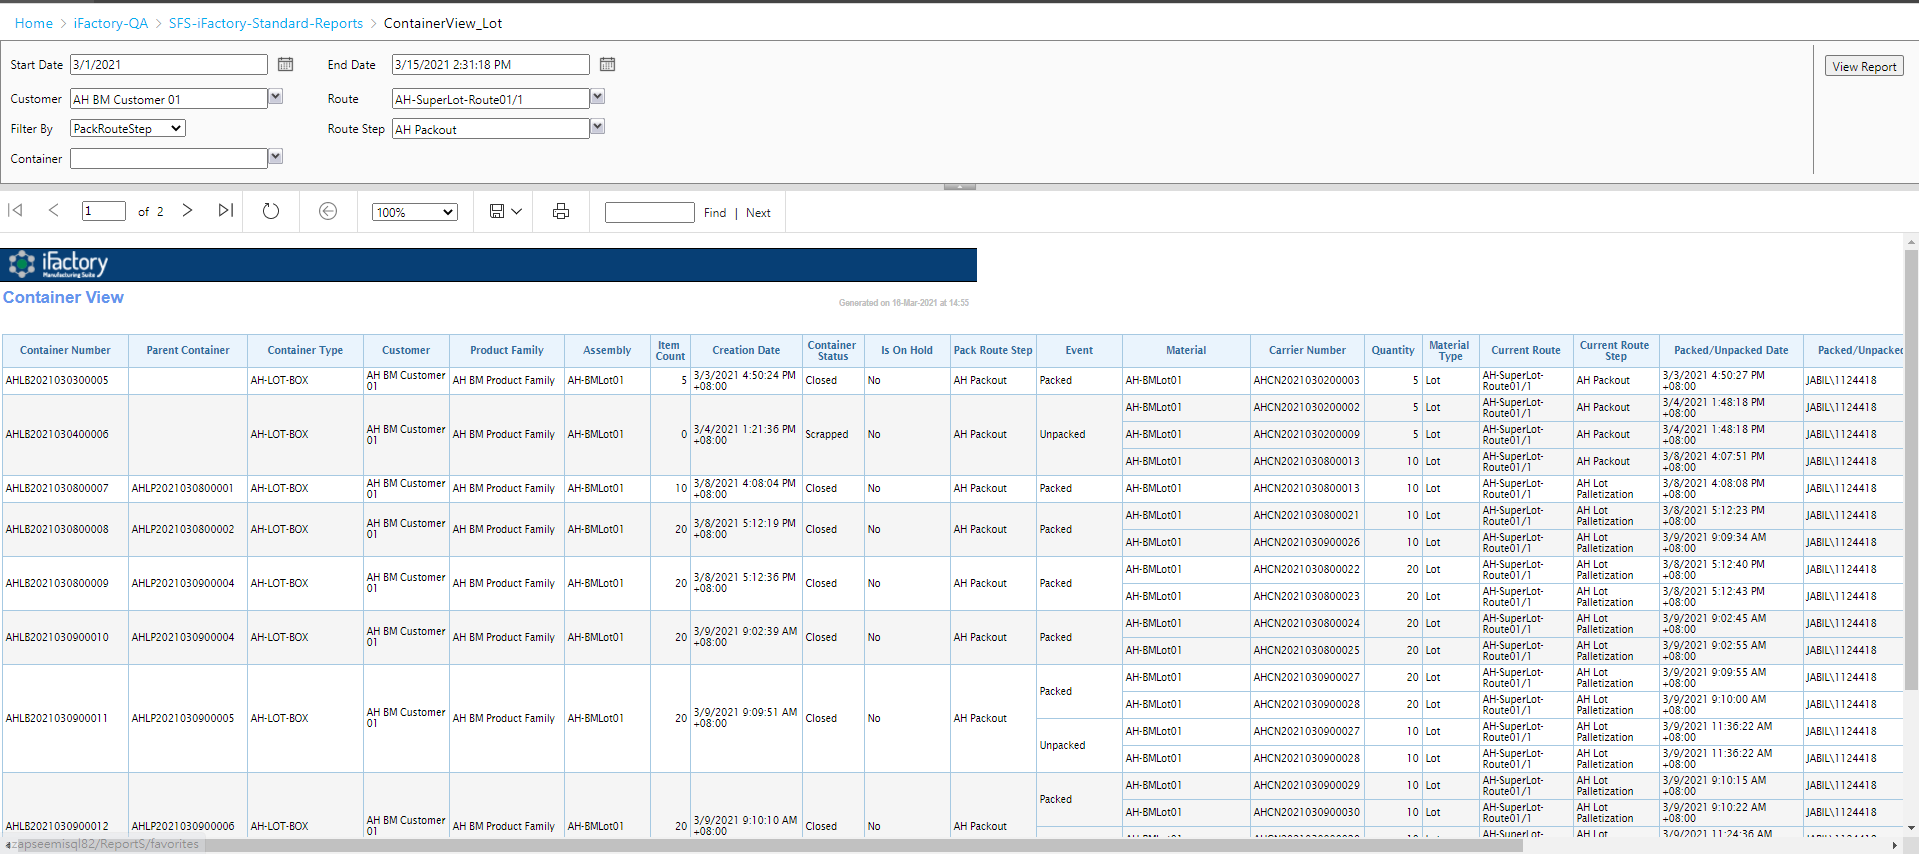 Home > iFactory-QA > SFS-iFactory-Standard-Reports > ContainerView_Lot
Start Date 3/1/2021 End Date 3/15/2021 2:31:18 PM View Report
Customer AH BM Customer 01 Route AH-SuperLot-Route01/1
Filter By PackRouteStep Route Step AH Packout
Container
1 of 2 100% Find | Next
iFactory
Manufacturing Suite
Container View
Generated on 16-Mar-2021 at 14:55
Container Number Parent Container Container Type Customer Product Family Assembly Item Count Creation Date Container Status Is On Hold Pack Route Step Event Material Carrier Number Quantity Material Type Current Route Current Route Step Packed/Unpacked Date Packed/Unpacked
AHLB2021030300005 AH-LOT-BOX AH BM Customer 01 AH BM Product Family AH-BMLot01 5 3/3/2021 4:50:24 PM +08:00 Closed No AH Packout Packed AH-BMLot01 AHCN2021030200003 5 Lot AH-SuperLot-Route01/1 AH Packout 3/3/2021 4:50:27 PM +08:00 JABIL\1124418
AHLB2021030400006 AH-LOT-BOX AH BM Customer 01 AH BM Product Family AH-BMLot01 0 3/4/2021 1:21:36 PM +08:00 Scrapped No AH Packout Unpacked AH-BMLot01 AHCN2021030200002 5 Lot AH-SuperLot-Route01/1 AH Packout 3/4/2021 1:48:18 PM +08:00 JABIL\1124418
AH-BMLot01 AHCN2021030200009 5 Lot AH-SuperLot-Route01/1 AH Packout 3/4/2021 1:48:18 PM +08:00 JABIL\1124418
AH-BMLot01 AHCN2021030800013 10 Lot AH-SuperLot-Route01/1 AH Packout 3/8/2021 4:07:51 PM +08:00 JABIL\1124418
AHLB2021030800007 AHLP2021030800001 AH-LOT-BOX AH BM Customer 01 AH BM Product Family AH-BMLot01 10 3/8/2021 4:08:04 PM +08:00 Closed No AH Packout Packed AH-BMLot01 AHCN2021030800013 10 Lot AH-SuperLot-Route01/1 AH Lot Palletization 3/8/2021 4:08:08 PM +08:00 JABIL\1124418
AHLB2021030800008 AHLP2021030800002 AH-LOT-BOX AH BM Customer 01 AH BM Product Family AH-BMLot01 20 3/8/2021 5:12:19 PM +08:00 Closed No AH Packout Packed AH-BMLot01 AHCN2021030800021 10 Lot AH-SuperLot-Route01/1 AH Lot Palletization 3/8/2021 5:12:23 PM +08:00 JABIL\1124418
AH-BMLot01 AHCN2021030900026 10 Lot AH-SuperLot-Route01/1 AH Lot Palletization 3/9/2021 9:09:34 AM +08:00 JABIL\1124418
AHLB2021030800009 AHLP2021030900004 AH-LOT-BOX AH BM Customer 01 AH BM Product Family AH-BMLot01 20 3/8/2021 5:12:36 PM +08:00 Closed No AH Packout Packed AH-BMLot01 AHCN2021030800022 20 Lot AH-SuperLot-Route01/1 AH Lot Palletization 3/8/2021 5:12:40 PM +08:00 JABIL\1124418
AH-BMLot01 AHCN2021030800023 20 Lot AH-SuperLot-Route01/1 AH Lot Palletization 3/8/2021 5:12:43 PM +08:00 JABIL\1124418
AHLB2021030900010 AHLP2021030900004 AH-LOT-BOX AH BM Customer 01 AH BM Product Family AH-BMLot01 20 3/9/2021 9:02:39 AM +08:00 Closed No AH Packout Packed AH-BMLot01 AHCN2021030800024 20 Lot AH-SuperLot-Route01/1 AH Lot Palletization 3/9/2021 9:02:45 AM +08:00 JABIL\1124418
AH-BMLot01 AHCN2021030800025 20 Lot AH-SuperLot-Route01/1 AH Lot Palletization 3/9/2021 9:02:55 AM +08:00 JABIL\1124418
AHLB2021030900011 AHLP2021030900005 AH-LOT-BOX AH BM Customer 01 AH BM Product Family AH-BMLot01 20 3/9/2021 9:09:51 AM +08:00 Closed No AH Packout Packed AH-BMLot01 AHCN2021030900027 20 Lot AH-SuperLot-Route01/1 AH Lot Palletization 3/9/2021 9:09:55 AM +08:00 JABIL\1124418
AH-BMLot01 AHCN2021030900028 20 Lot AH-SuperLot-Route01/1 AH Lot Palletization 3/9/2021 9:10:00 AM +08:00 JABIL\1124418
Unpacked AH-BMLot01 AHCN2021030900027 10 Lot AH-SuperLot-Route01/1 AH Lot Palletization 3/9/2021 11:36:22 AM +08:00 JABIL\1124418
AH-BMLot01 AHCN2021030900028 10 Lot AH-SuperLot-Route01/1 AH Lot Palletization 3/9/2021 11:36:22 AM +08:00 JABIL\1124418
AHLB2021030900012 AHLP2021030900006 AH-LOT-BOX AH BM Customer 01 AH BM Product Family AH-BMLot01 20 3/9/2021 9:10:10 AM +08:00 Closed No AH Packout Packed AH-BMLot01 AHCN2021030900029 10 Lot AH-SuperLot-Route01/1 AH Lot Palletization 3/9/2021 9:10:15 AM +08:00 JABIL\1124418
AH-BMLot01 AHCN2021030900030 10 Lot AH-SuperLot-Route01/1 AH Lot Palletization 3/9/2021 9:10:22 AM +08:00 JABIL\1124418
AH-SuperLot- AH Lot 3/9/2021 11:24:36 AM
zapseemisql82/ReportS/favorites